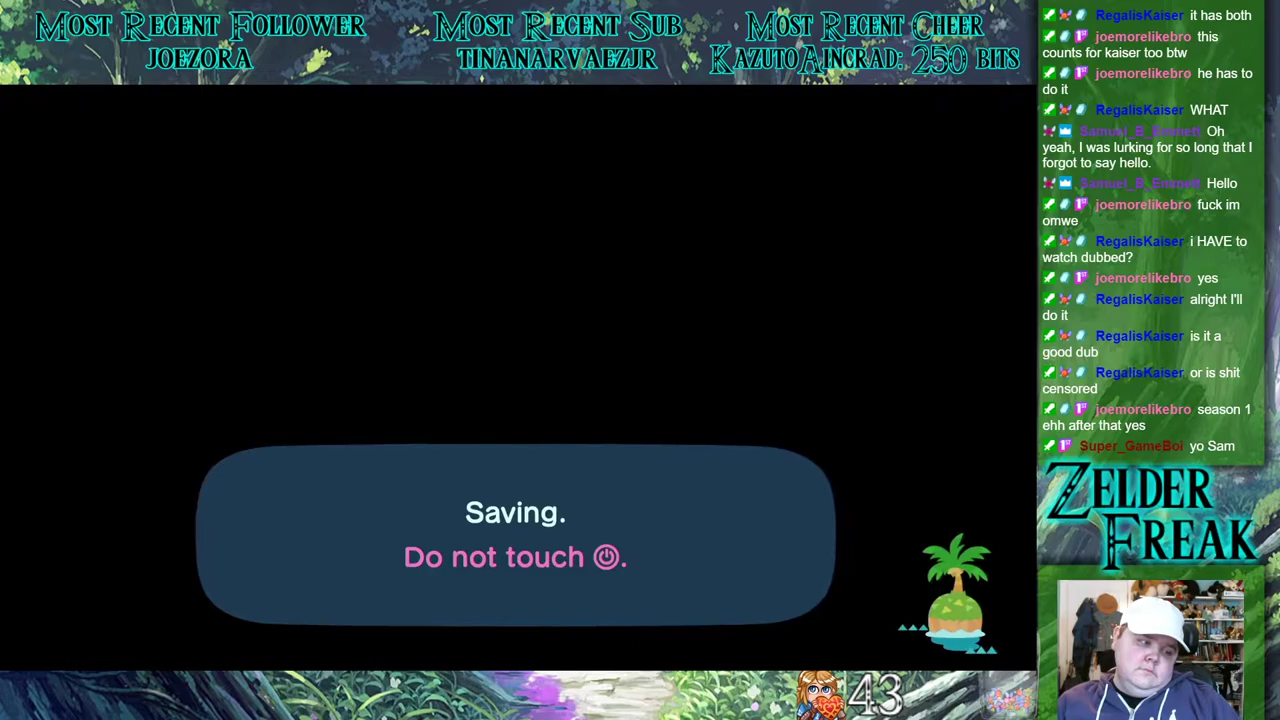 Most Recent Follower
joezora
Most Recent Sub
tinanarvaezjr
Most Recent Cheer
KazutoAincrad: 250 bits
Saving.
Do not touch ⏻.
43
RegalisKaiser it has both
joemorelikebro this
counts for kaiser too btw
joemorelikebro he has to
do it
RegalisKaiser WHAT
Samuel_B_Emmett Oh
yeah, I was lurking for so long that I
forgot to say hello.
Samuel_B_Emmett Hello
joemorelikebro fuck im
omwe
RegalisKaiser i HAVE to
watch dubbed?
joemorelikebro yes
RegalisKaiser alright I'll
do it
RegalisKaiser is it a
good dub
RegalisKaiser or is shit
censored
joemorelikebro season 1
ehh after that yes
Super_GameBoi yo Sam
Zelder
Freak